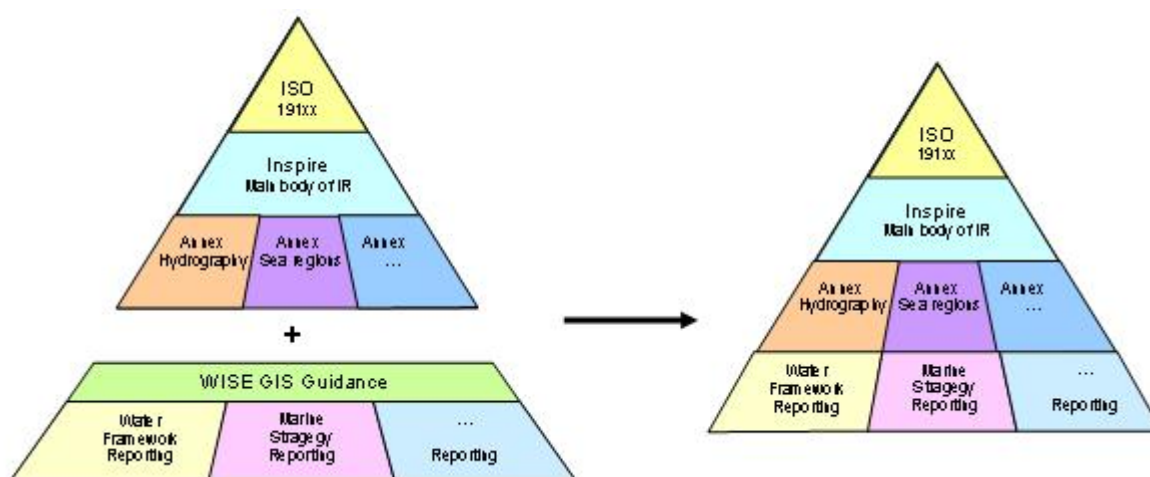 ISO
191xx
Inspire
Main body of IR
Annex
Hydrography
Annex
Sea regions
Annex
...
+
WISE GIS Guidance
Water
Framework
Reporting
Marine
Stragegy
Reporting
...
Reporting
ISO
191xx
Inspire
Main body of IR
Annex
Hydrography
Annex
Sea regions
Annex
...
Water
Framework
Reporting
Marine
Stragegy
Reporting
...
Reporting